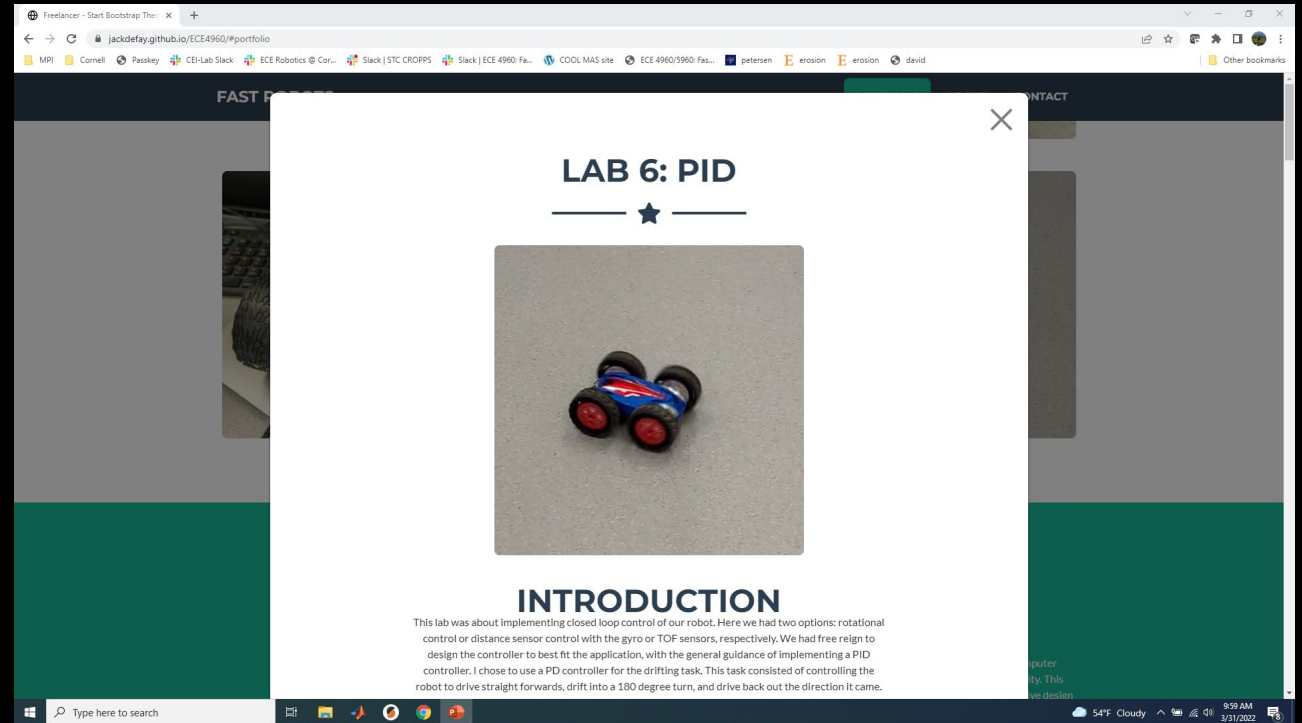 Freelancer - Start Bootstrap Ther
jackdefay.github.io/ECE4960/#portfolio
MPI Cornell Passkey CEI-Lab Slack ECE Robotics @ Cor... Slack | STC CROPPS Slack | ECE 4960: Fa... COOL MAS site ECE 4960/5960: Fas... petersen erosion erosion david Other bookmarks
FAST
NTACT
LAB 6: PID
INTRODUCTION
This lab was about implementing closed loop control of our robot. Here we had two options: rotational
control or distance sensor control with the gyro or TOF sensors, respectively. We had free reign to
design the controller to best fit the application, with the general guidance of implementing a PID
controller. I chose to use a PD controller for the drifting task. This task consisted of controlling the
robot to drive straight forwards, drift into a 180 degree turn, and drive back out the direction it came.
nputer
ity. This
ve design
Type here to search
54°F Cloudy
9:59 AM
3/31/2022
8